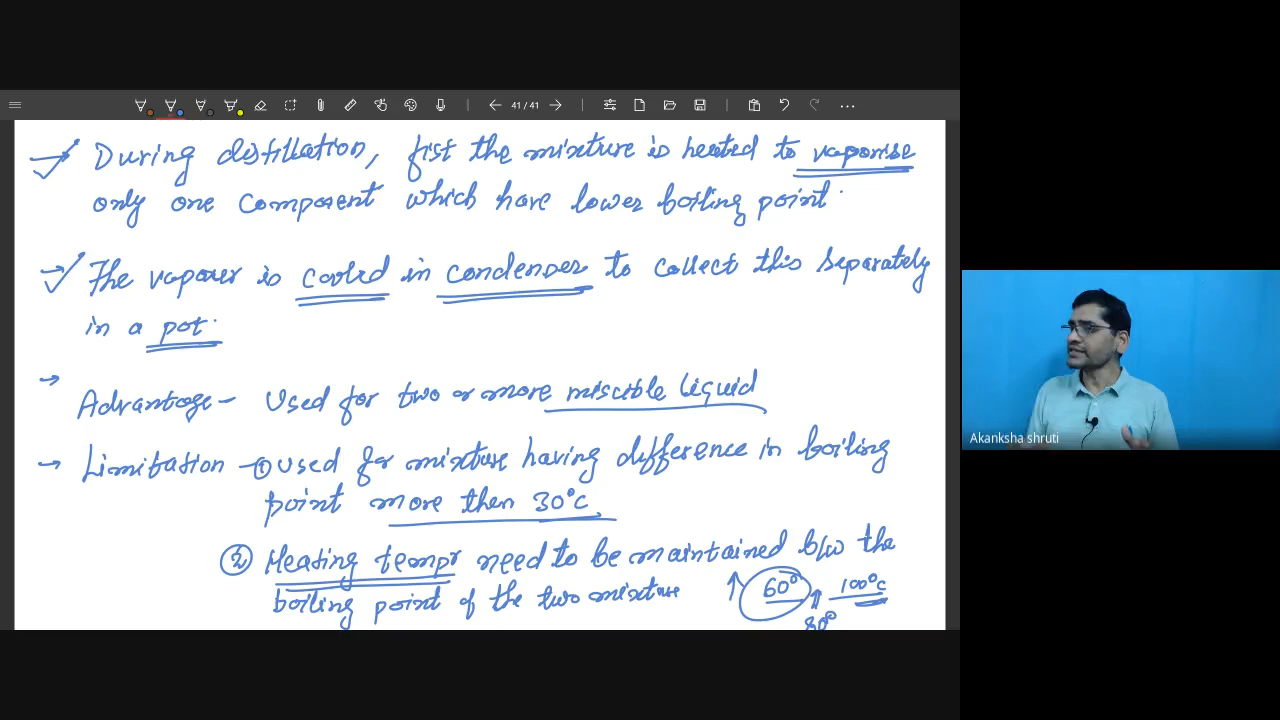 41 / 41
During distillation, fist the mixture is heated to vaporise
only one component which have lower boiling point.
The vapour is cooled in condenser to collect this separately
in a pot.
Advantage - Used for two or more miscible liquid
Limitation - ① Used for mixture having difference in boiling
point more then 30°c.
② Heating tempr need to be maintained b/w the
boiling point of the two mixture
60° 100°c
80°
Akanksha shruti